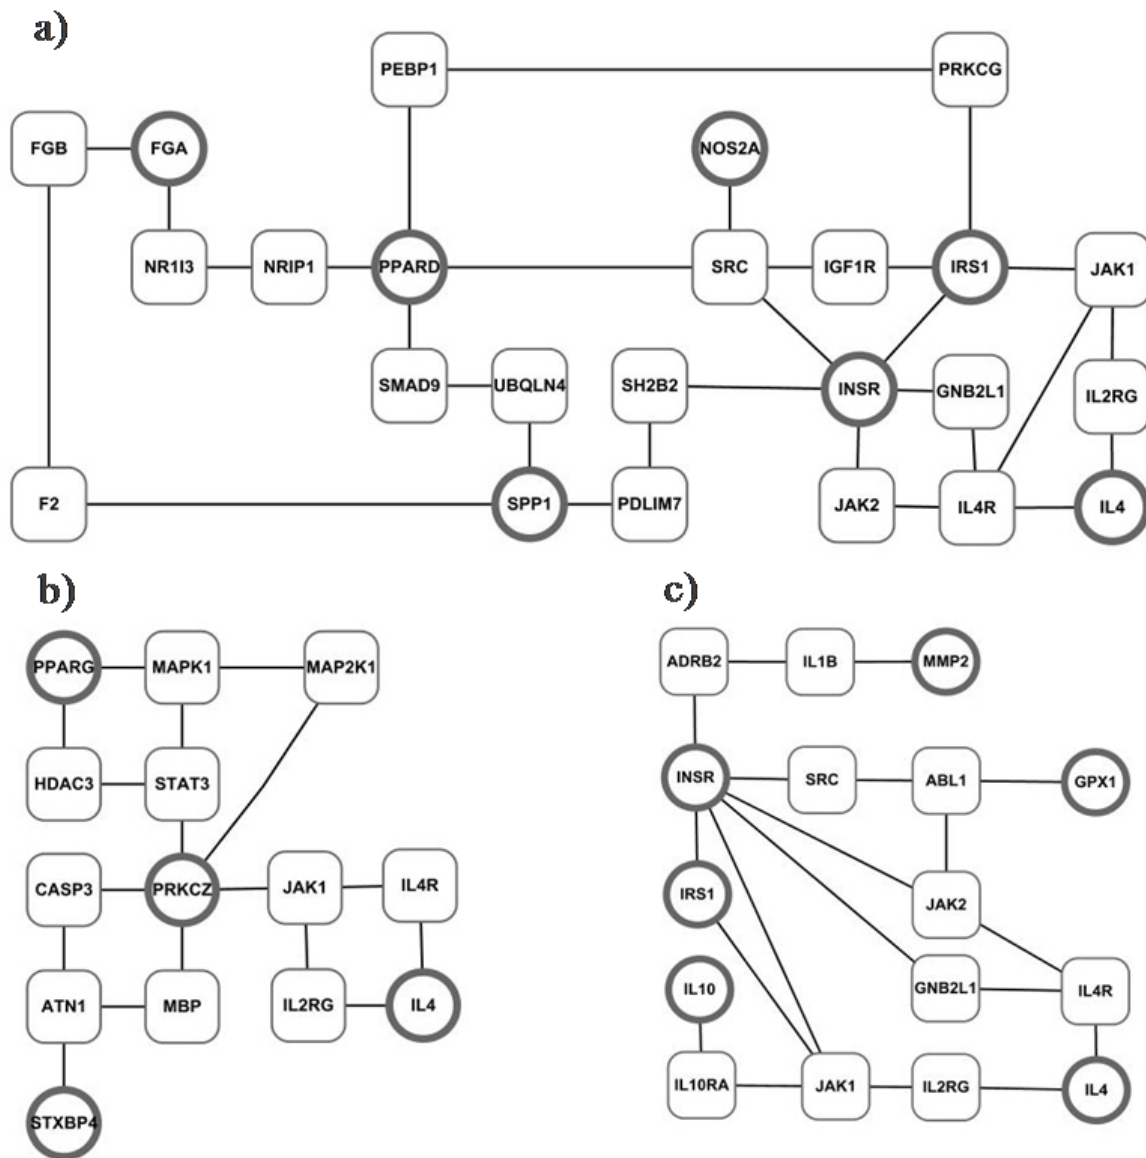 a)
PEBP1 PRKCG
FGB FGA NOS2A
NR1I3 NRIP1 PPARD SRC IGF1R IRS1 JAK1
SMAD9 UBQLN4 SH2B2 INSR GNB2L1 IL2RG
F2 SPP1 PDLIM7 JAK2 IL4R IL4
b)
PPARG MAPK1 MAP2K1
HDAC3 STAT3
CASP3 PRKCZ JAK1 IL4R
ATN1 MBP IL2RG IL4
STXBP4
c)
ADRB2 IL1B MMP2
INSR SRC ABL1 GPX1
IRS1 JAK2
IL10 GNB2L1 IL4R
IL10RA JAK1 IL2RG IL4